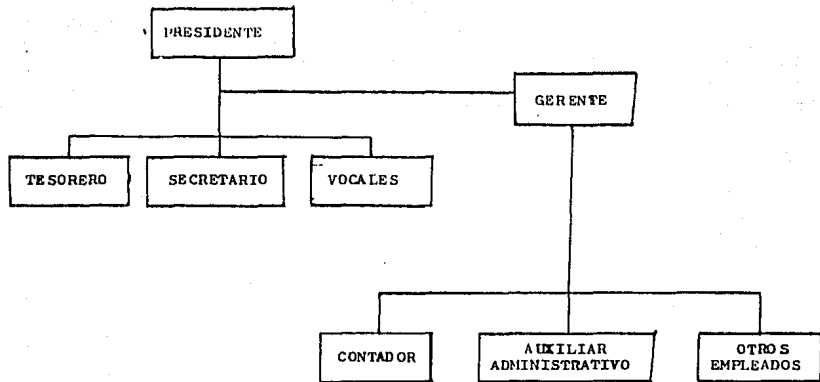 PRESIDENTE
GERENTE
TESORERO
SECRETARIO
VOCALES
CONTADOR
AUXILIAR
ADMINISTRATIVO
OTROS
EMPLEADOS